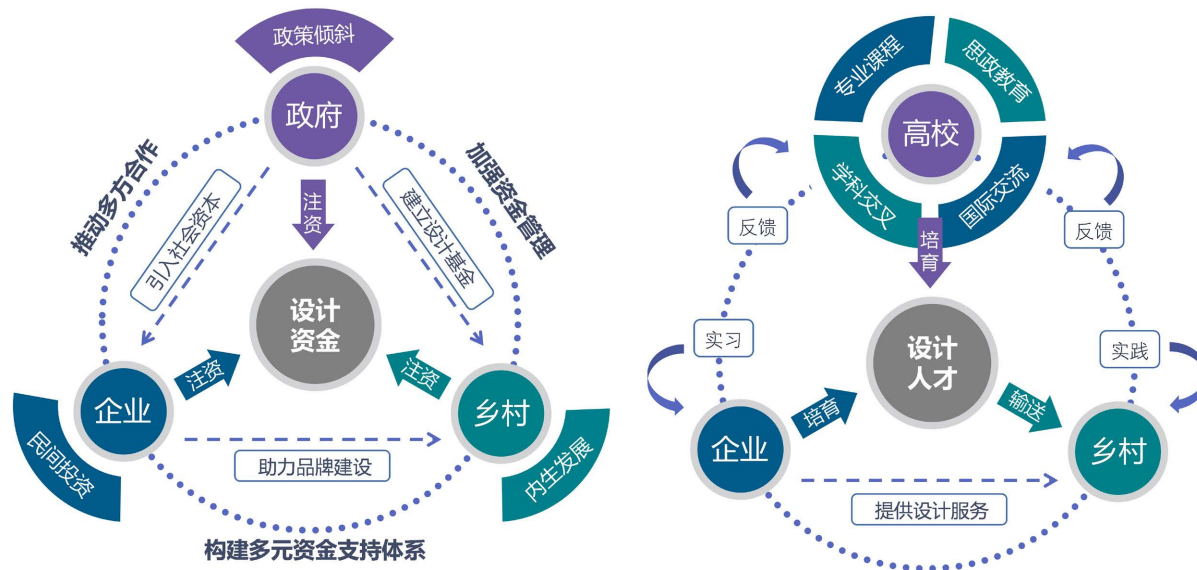 政策倾斜
政府
推动多方合作
加强资金管理
引入社会资本
注资
建立设计基金
设计
资金
企业
注资
注资
乡村
民间投资
助力品牌建设
内生发展
构建多元资金支持体系
专业课程
思政教育
高校
学科交叉
国际交流
反馈
培育
反馈
实习
设计
人才
实践
企业
培育
输送
乡村
提供设计服务